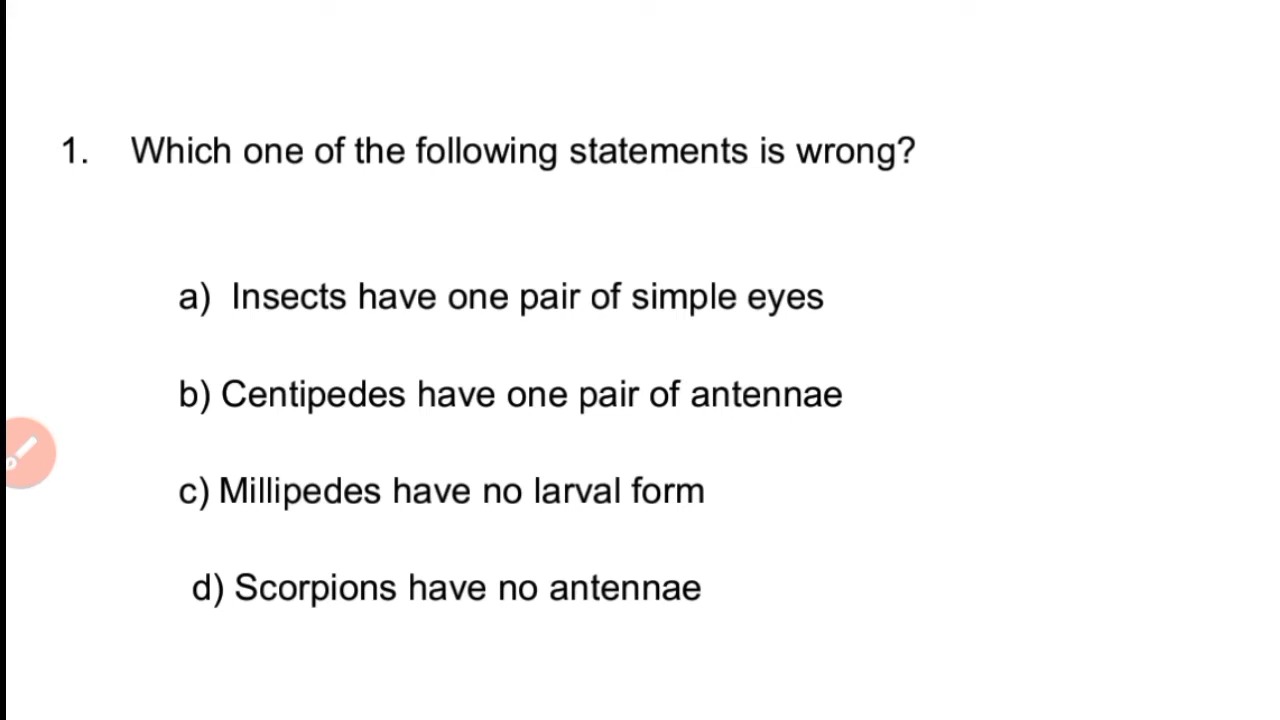 1. Which one of the following statements is wrong?
a) Insects have one pair of simple eyes
b) Centipedes have one pair of antennae
c) Millipedes have no larval form
d) Scorpions have no antennae